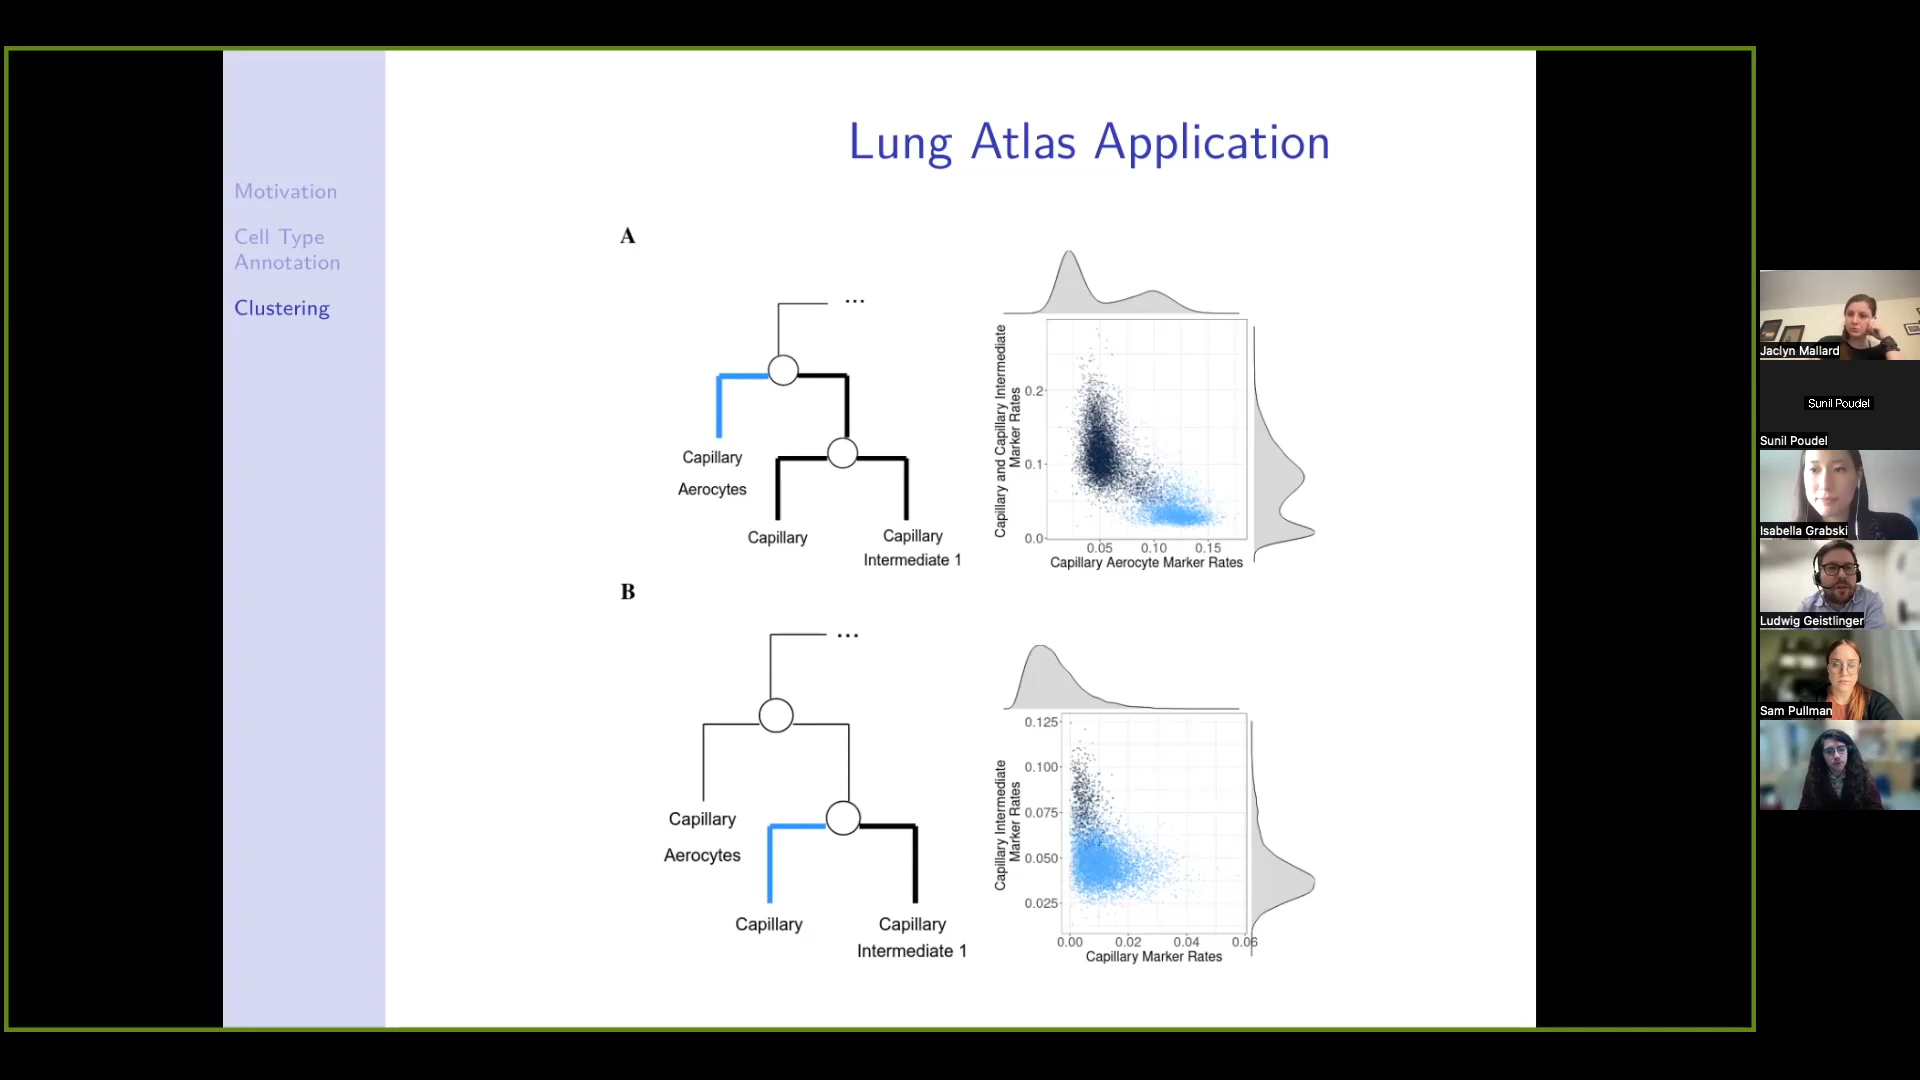 Lung Atlas Application
Motivation
Cell Type
Annotation
Clustering
A
...
Capillary
Aerocytes
Capillary
Capillary
Intermediate 1
Capillary and Capillary Intermediate
Marker Rates
0.2
0.1
0.0
0.05 0.10 0.15
Capillary Aerocyte Marker Rates
B
...
Capillary
Aerocytes
Capillary
Capillary
Intermediate 1
Capillary Intermediate
Marker Rates
0.125
0.100
0.075
0.050
0.025
0.00 0.02 0.04 0.06
Capillary Marker Rates
Jaclyn Mallard
Sunil Poudel
Sunil Poudel
Isabella Grabski
Ludwig Geistlinger
Sam Pullman